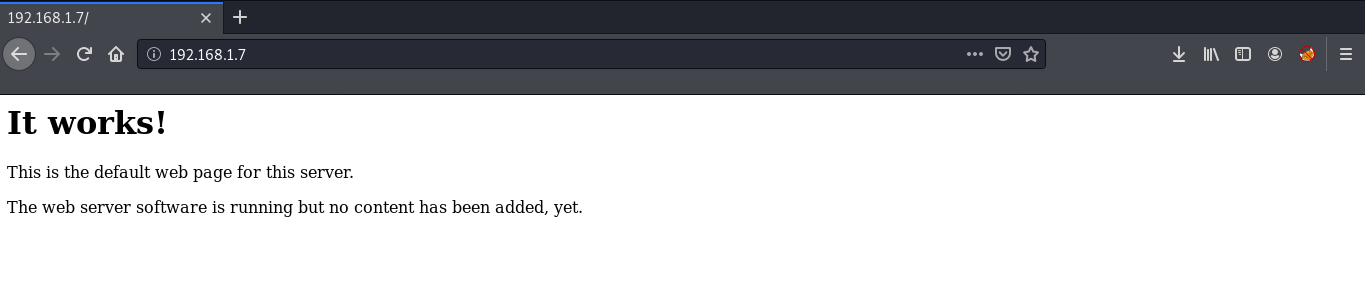 192.168.1.7/
192.168.1.7
It works!
This is the default web page for this server.
The web server software is running but no content has been added, yet.